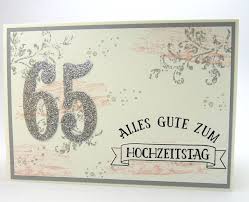 65
ALLES GUTE ZUM
HOCHZEITSTAG